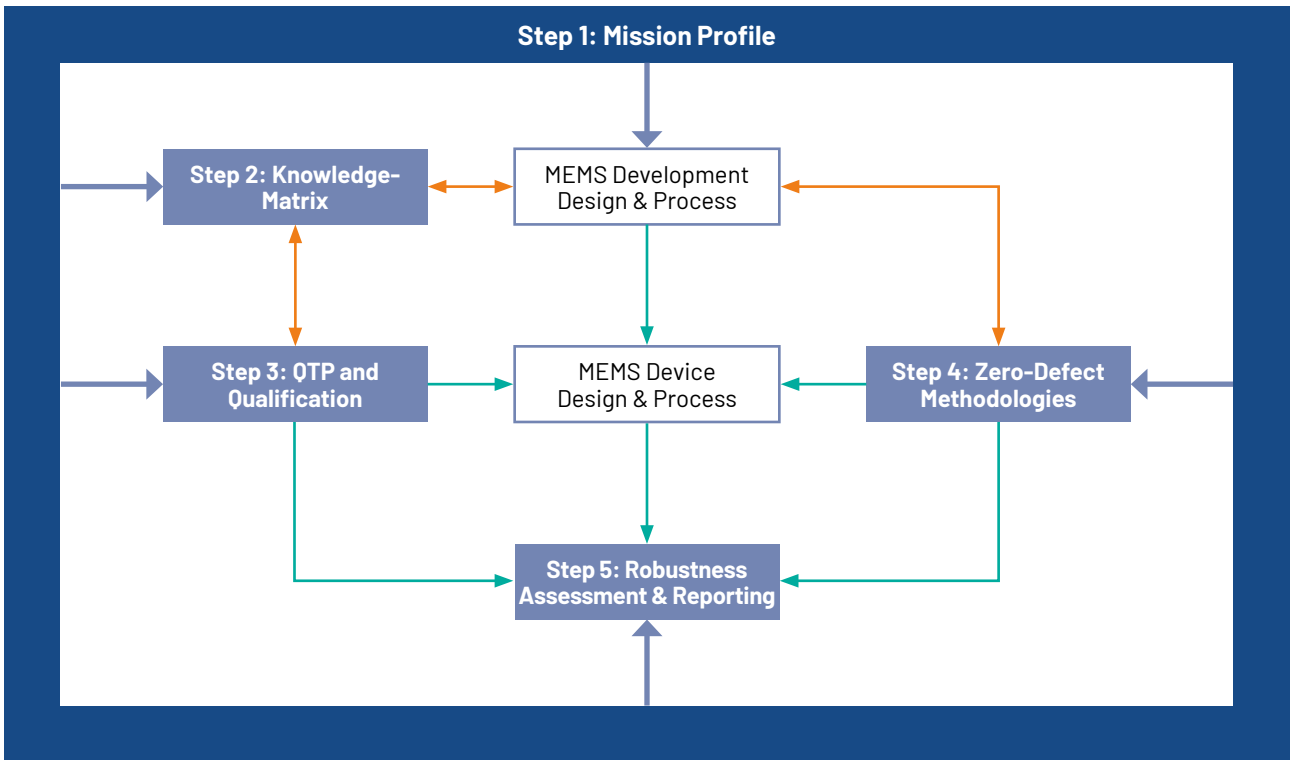 Step 1: Mission Profile
Step 2: Knowledge-
Matrix
MEMS Development
Design & Process
Step 3: QTP and
Qualification
MEMS Device
Design & Process
Step 4: Zero-Defect
Methodologies
Step 5: Robustness
Assessment & Reporting